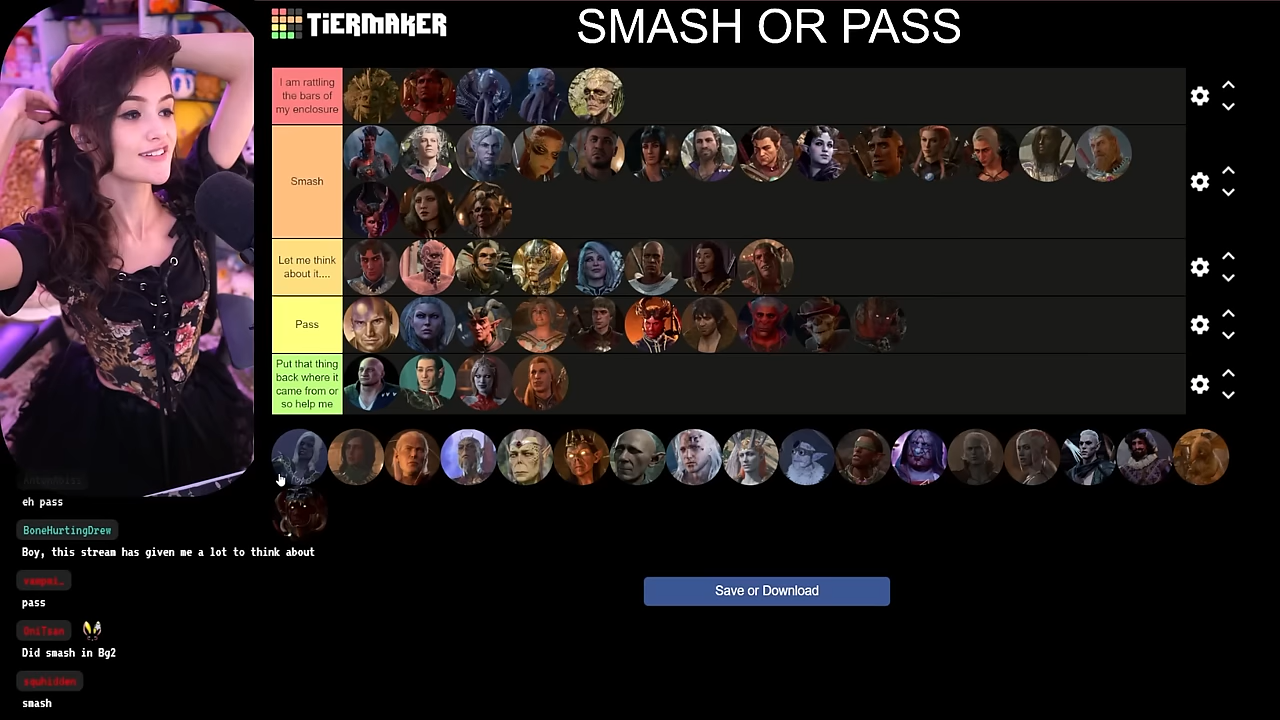 TiERMAKER
SMASH OR PASS
I am rattling
the bars of
my enclosure
Smash
Let me think
about it....
Pass
Put that thing
back where it
came from or
so help me
Save or Download
eh pass
BoneHurtingDrew
Boy, this stream has given me a lot to think about
pass
OniTeam
Did smash in Bg2
squhidden
smash